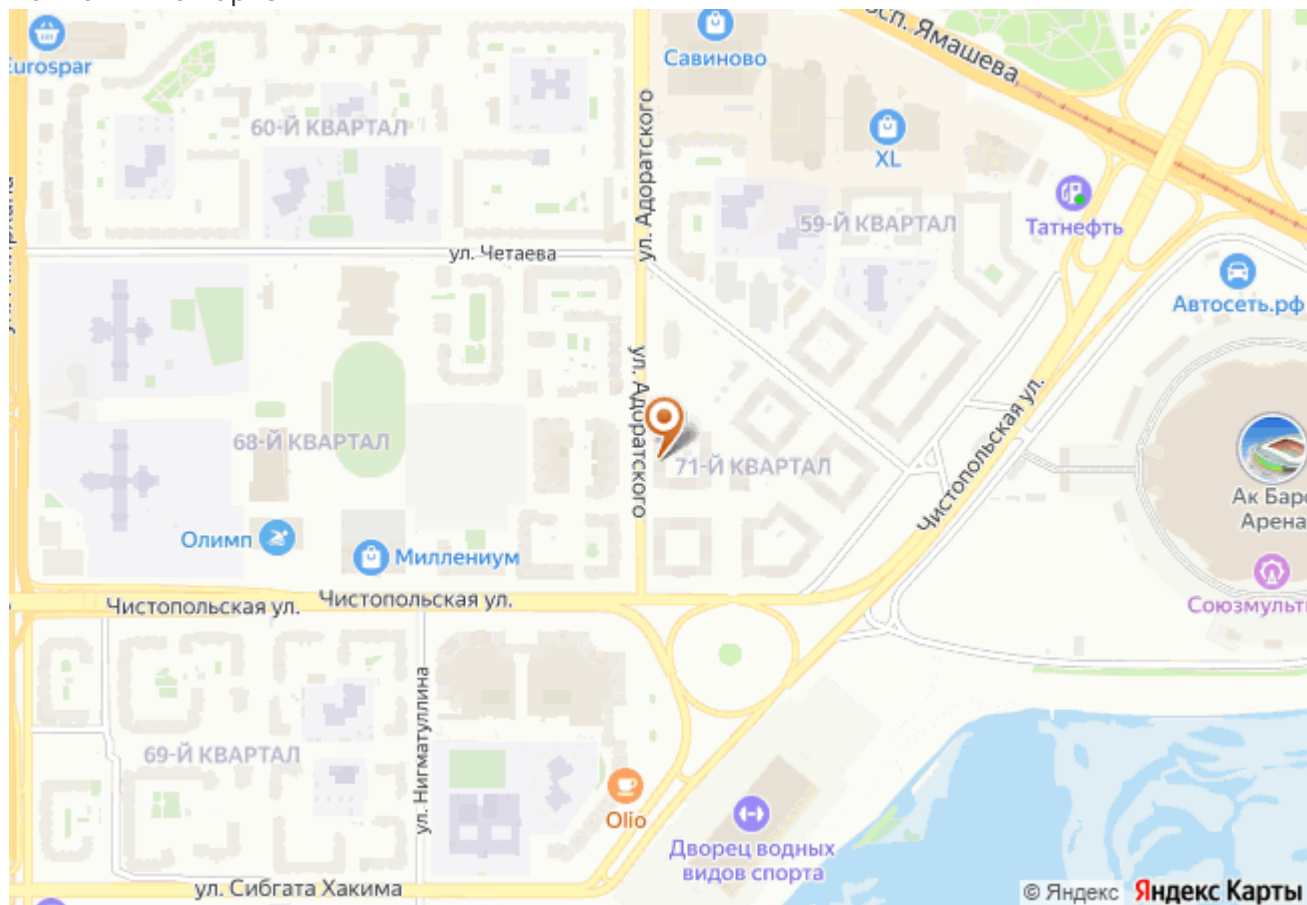 Eurospar
Савиново
просп. Ямашева
60-Й КВАРТАЛ
ул. Адоратского
XL
59-Й КВАРТАЛ
Татнефть
ул. Четаева
Автосеть.рф
ул. Адоратского
68-Й КВАРТАЛ
71-Й КВАРТАЛ
Чистопольская ул.
Ак Барс
Арена
Олимп
Миллениум
Союзмульт
Чистопольская ул.
Чистопольская ул.
ул. Нигматуллина
69-Й КВАРТАЛ
Olio
Дворец водных
видов спорта
ул. Сибгата Хакима
© Яндекс Яндекс Карты